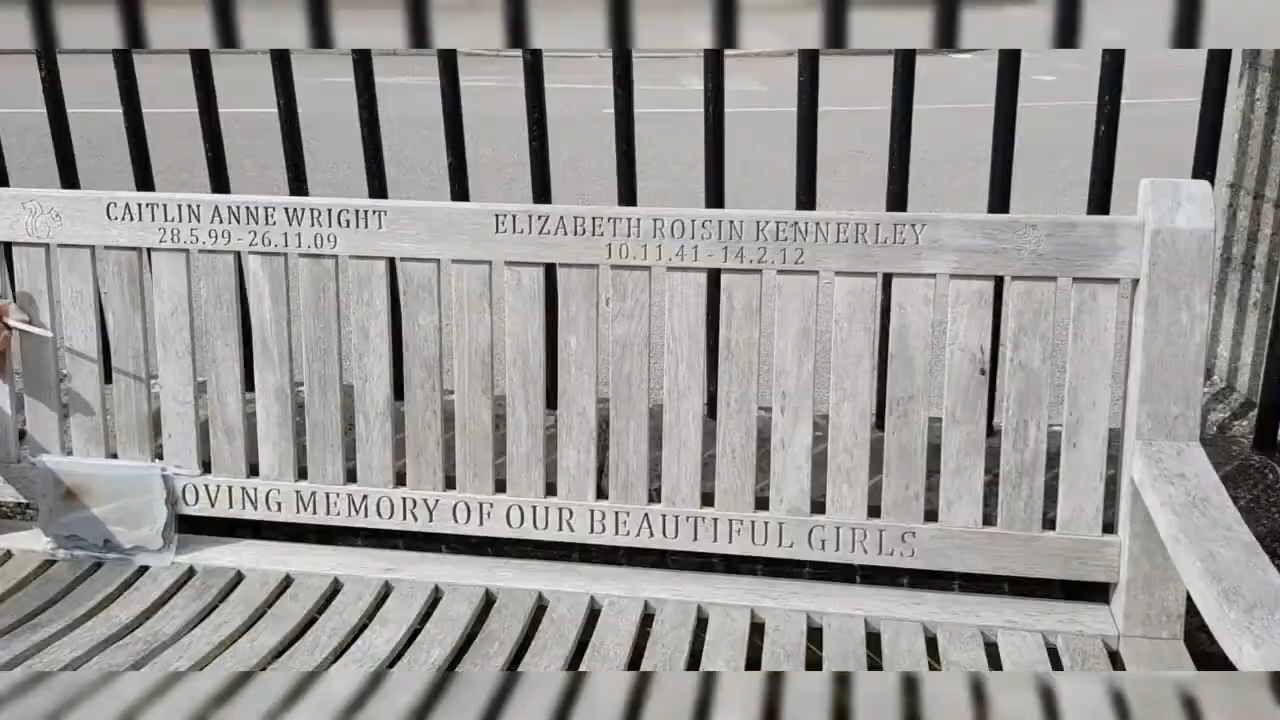 CAITLIN ANNE WRIGHT
28.5.99 - 26.11.09
ELIZABETH ROISIN KENNERLEY
10.11.41 - 14.2.12
OVING MEMORY OF OUR BEAUTIFUL GIRLS